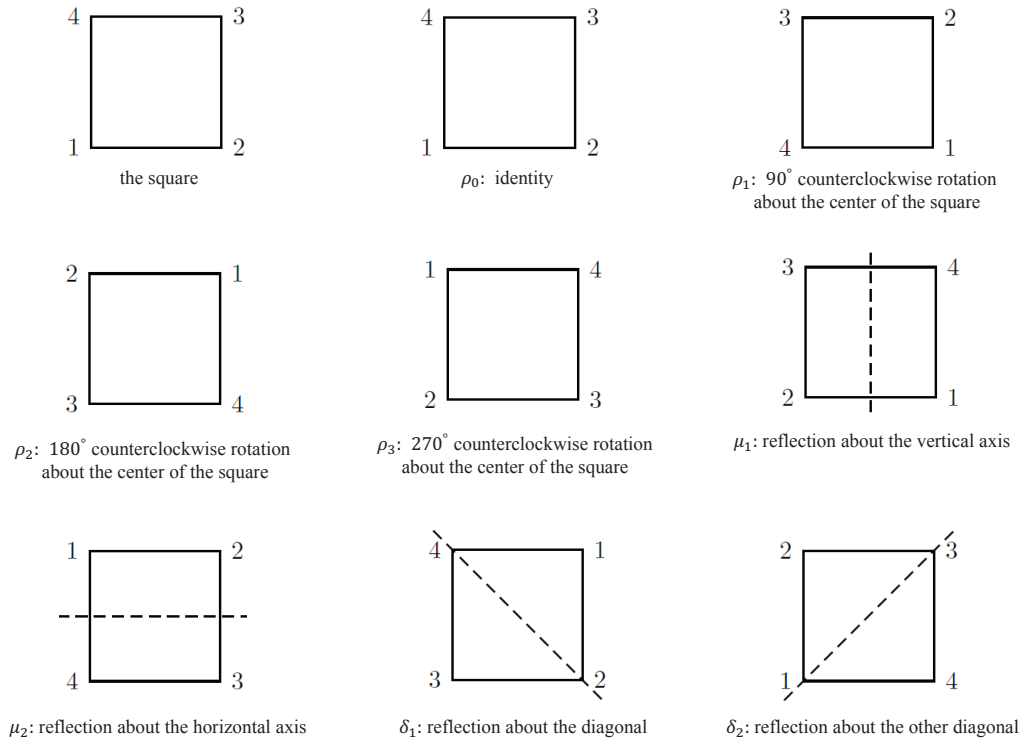 4 3
1 2
the square
4 3
1 2
ρ₀: identity
3 2
4 1
ρ₁: 90° counterclockwise rotation
about the center of the square
2 1
3 4
ρ₂: 180° counterclockwise rotation
about the center of the square
1 4
2 3
ρ₃: 270° counterclockwise rotation
about the center of the square
3 4
2 1
μ₁: reflection about the vertical axis
1 2
4 3
μ₂: reflection about the horizontal axis
4 1
3 2
δ₁: reflection about the diagonal
2 3
1 4
δ₂: reflection about the other diagonal